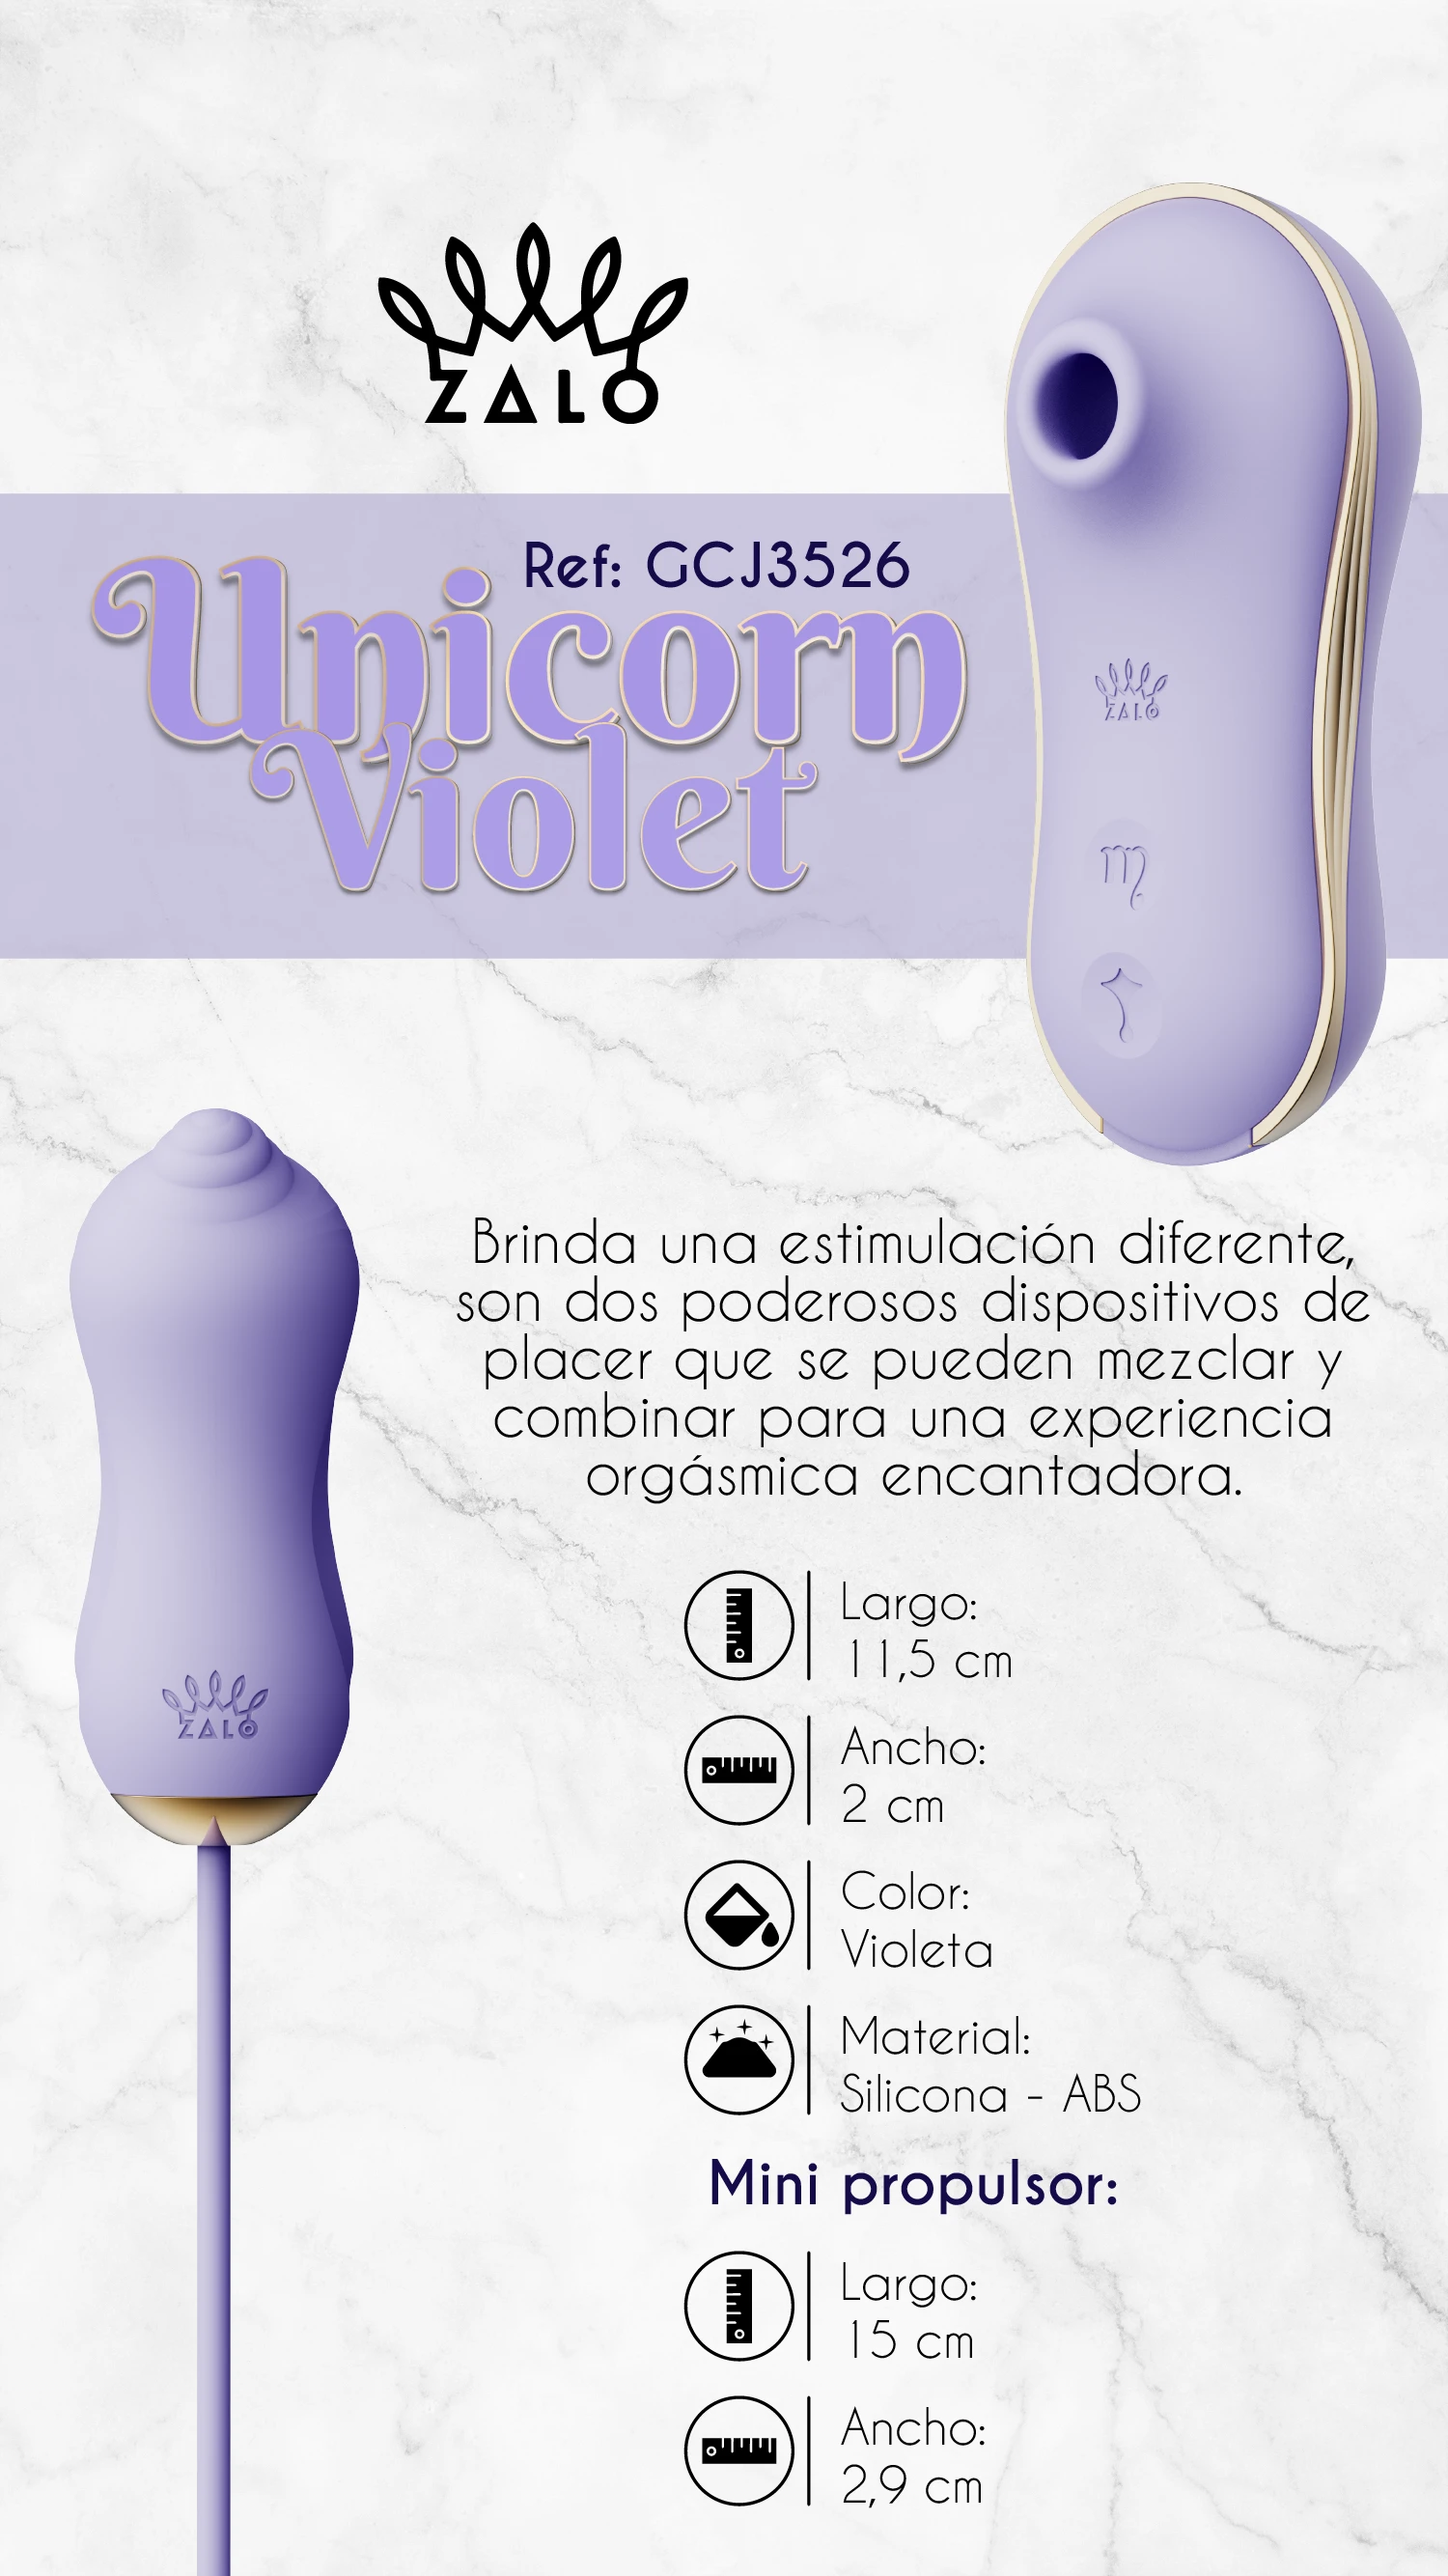 ZALO
Ref: GCJ3526
Unicorn
Violet
ZALO
Brinda una estimulación diferente,
son dos poderosos dispositivos de
placer que se pueden mezclar y
combinar para una experiencia
orgásmica encantadora.
Largo:
11,5 cm
ZALO
Ancho:
2 cm
Color:
Violeta
Material:
Silicona - ABS
Mini propulsor:
Largo:
15 cm
Ancho:
2,9 cm